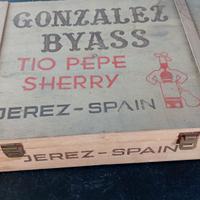 GONZALEZ
BYASS
TIO PEPE
SHERRY
JEREZ-SPAIN
JEREZ-SPAIN